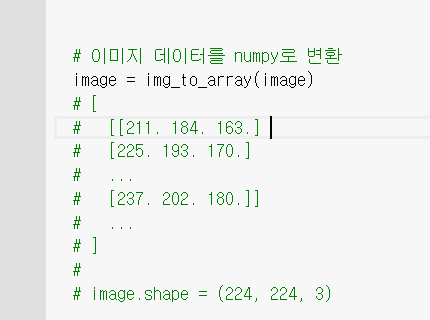 # 이미지 데이터를 numpy로 변환
image = img_to_array(image)
# [
#   [[211. 184. 163.]
#   [225. 193. 170.]
#   ...
#   [237. 202. 180.]]
#   ...
# ]
#
# image.shape = (224, 224, 3)